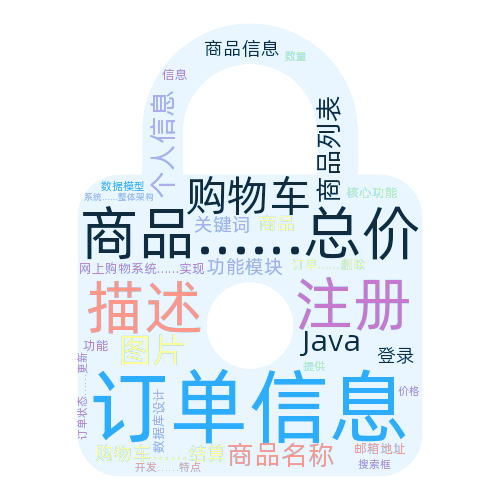 商品信息
数量
信息
个人信息
商品列表
数据模型
系统……整体架构
购物车
核心功能
关键词
商品
商品……总价
网上购物系统……实现
功能模块
订单……删除
描述
注册
图片
Java
功能
登录
提供
订单状态……更新
订单信息
数据库设计
价格
购物车……结算
商品名称
邮箱地址
开发……特点
搜索框